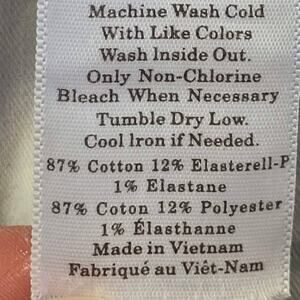 Machine Wash Cold
With Like Colors
Wash Inside Out.
Only Non-Chlorine
Bleach When Necessary
Tumble Dry Low.
Cool Iron if Needed.
87% Cotton 12% Elasterell-P
1% Elastane
87% Coton 12% Polyester
1% Élasthanne
Made in Vietnam
Fabriqué au Viêt-Nam